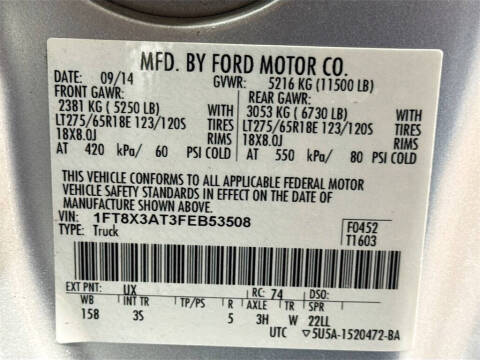 MFD. BY FORD MOTOR CO.
DATE: 09/14 GVWR: 5216 KG (11500 LB)
FRONT GAWR: REAR GAWR:
2381 KG ( 5250 LB) WITH 3053 KG ( 6730 LB) WITH
LT275/65R18E 123/120S TIRES LT275/65R18E 123/120S TIRES
18X8.0J RIMS 18X8.0J RIMS
AT 420 kPa/ 60 PSI COLD AT 550 kPa/ 80 PSI COLD
THIS VEHICLE CONFORMS TO ALL APPLICABLE FEDERAL MOTOR
VEHICLE SAFETY STANDARDS IN EFFECT ON THE DATE OF
MANUFACTURE SHOWN ABOVE.
VIN: 1FT8X3AT3FEB53508 F0452
TYPE: Truck T1603
EXT PNT: UX RC: 74 DSO:
WB INT TR TP/PS R AXLE TR SPR
158 3S 5 3H W 22LL
▽5U5A-1520472-BA